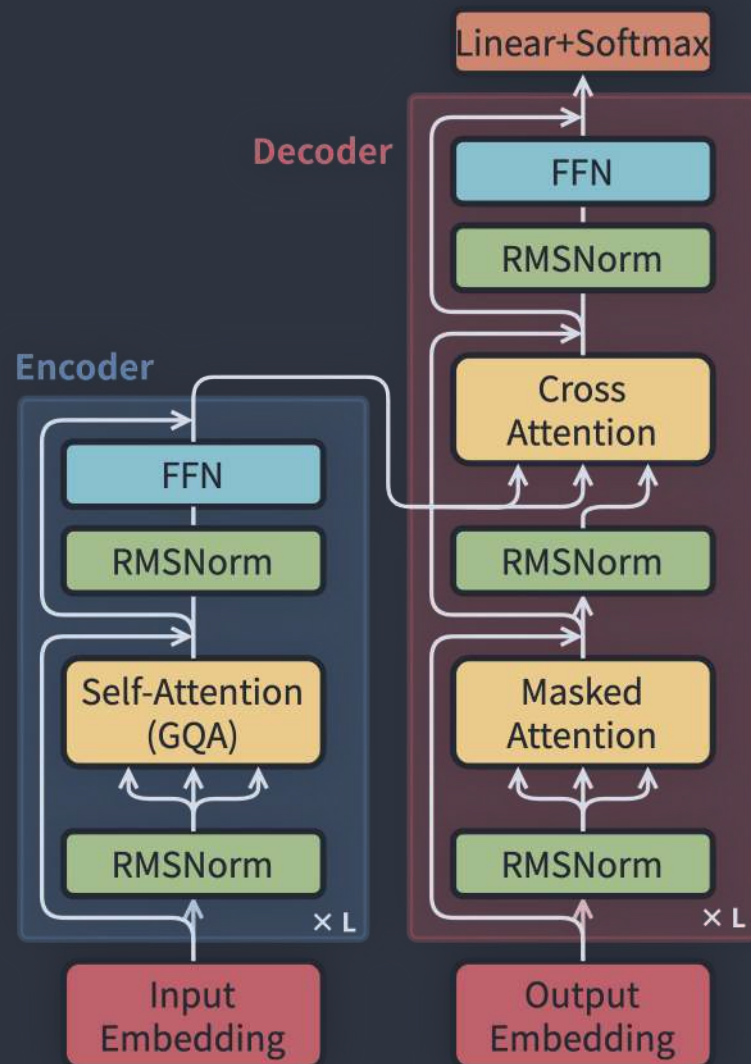 Linear+Softmax
Decoder
FFN
RMSNorm
Cross
Attention
RMSNorm
Masked
Attention
RMSNorm
× L
Output
Embedding
Encoder
FFN
RMSNorm
Self-Attention
(GQA)
RMSNorm
× L
Input
Embedding